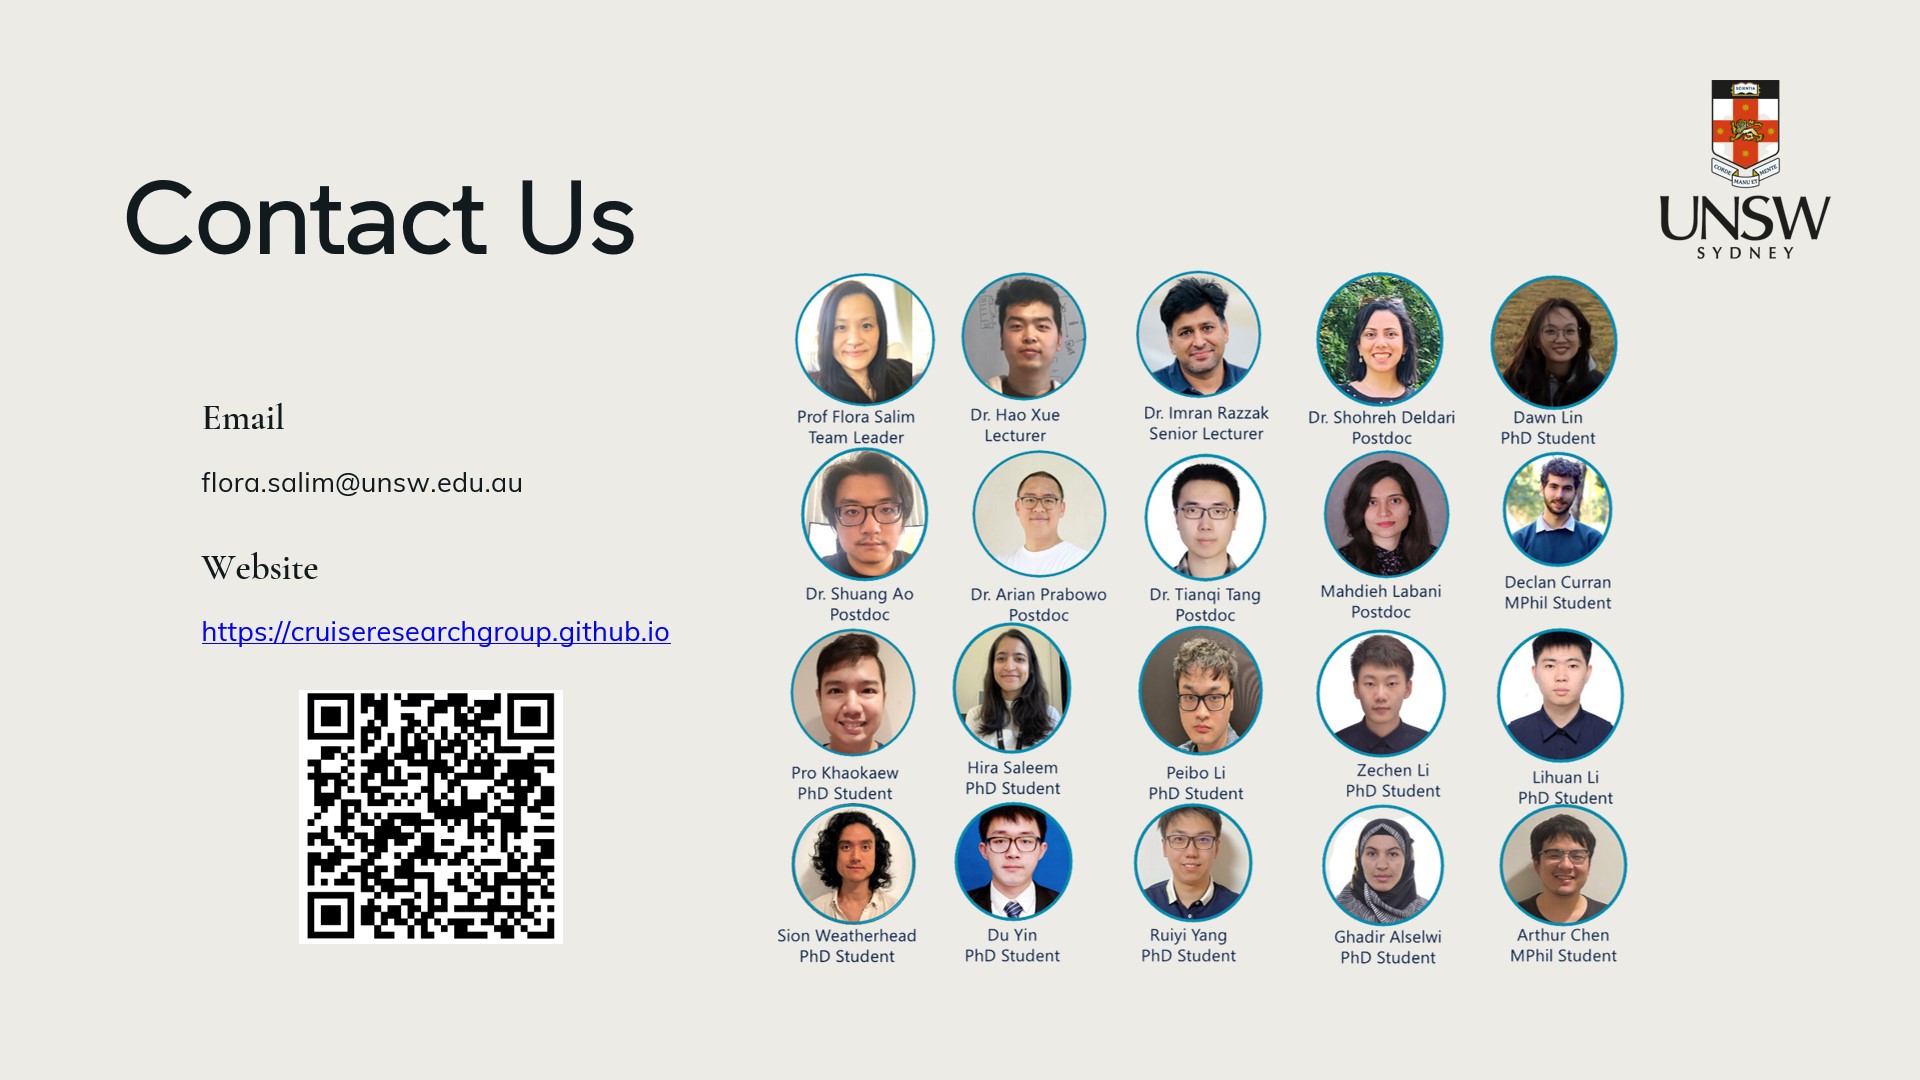 SCIENTIA
CORDE
MANU ET
MENTE
UNSW
SYDNEY
Contact Us
Email
flora.salim@unsw.edu.au
Website
https://cruiseresearchgroup.github.io
Prof Flora Salim
Team Leader
Dr. Hao Xue
Lecturer
Dr. Imran Razzak
Senior Lecturer
Dr. Shohreh Deldari
Postdoc
Dawn Lin
PhD Student
Dr. Shuang Ao
Postdoc
Dr. Arian Prabowo
Postdoc
Dr. Tianqi Tang
Postdoc
Mahdieh Labani
Postdoc
Declan Curran
MPhil Student
Pro Khaokaew
PhD Student
Hira Saleem
PhD Student
Peibo Li
PhD Student
Zechen Li
PhD Student
Lihuan Li
PhD Student
Sion Weatherhead
PhD Student
Du Yin
PhD Student
Ruiyi Yang
PhD Student
Ghadir Alselwi
PhD Student
Arthur Chen
MPhil Student